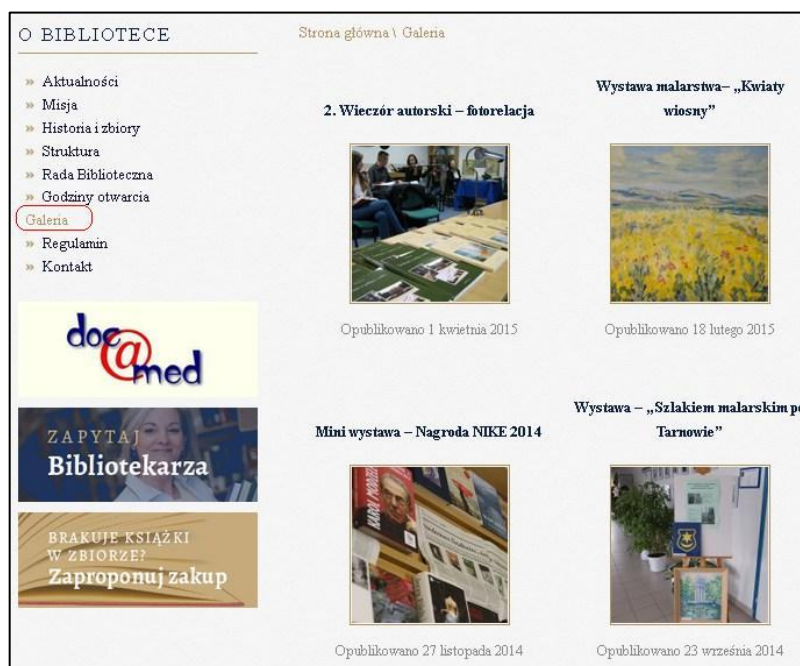 O BIBLIOTECE
» Aktualności
» Misja
» Historia i zbiory
» Struktura
» Rada Biblioteczna
» Godziny otwarcia
Galeria
» Regulamin
» Kontakt
doc@med
ZAPYTAJ
Bibliotekarza
BRAKUJE KSIĄŻKI
W ZBIORZE?
Zaproponuj zakup
Strona główna \ Galeria
2. Wieczór autorski – fotorelacja
Opublikowano 1 kwietnia 2015
Wystawa malarstwa– „Kwiaty
wiosny”
Opublikowano 18 lutego 2015
Mini wystawa – Nagroda NIKE 2014
KAROL MODZELEWSKI
Opublikowano 27 listopada 2014
Wystawa – „Szlakiem malarskim po
Tarnowie”
Opublikowano 23 września 2014